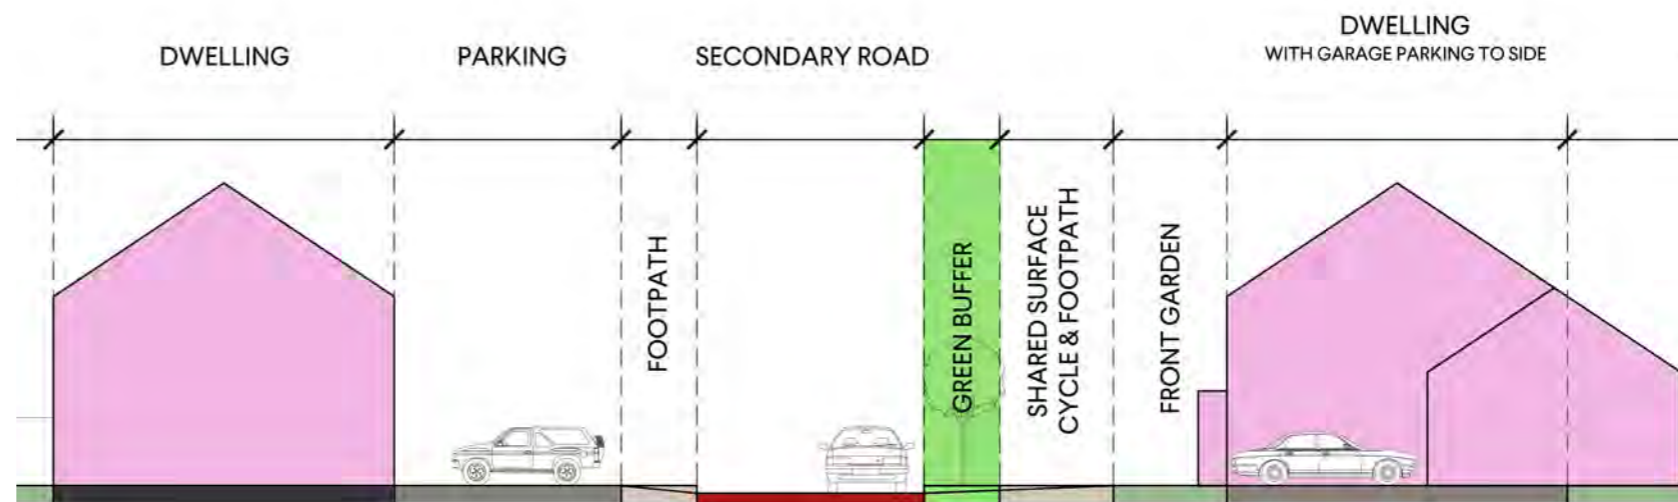 DWELLING
PARKING
SECONDARY ROAD
DWELLING
WITH GARAGE PARKING TO SIDE
FOOTPATH
GREEN BUFFER
SHARED SURFACE
CYCLE & FOOTPATH
FRONT GARDEN